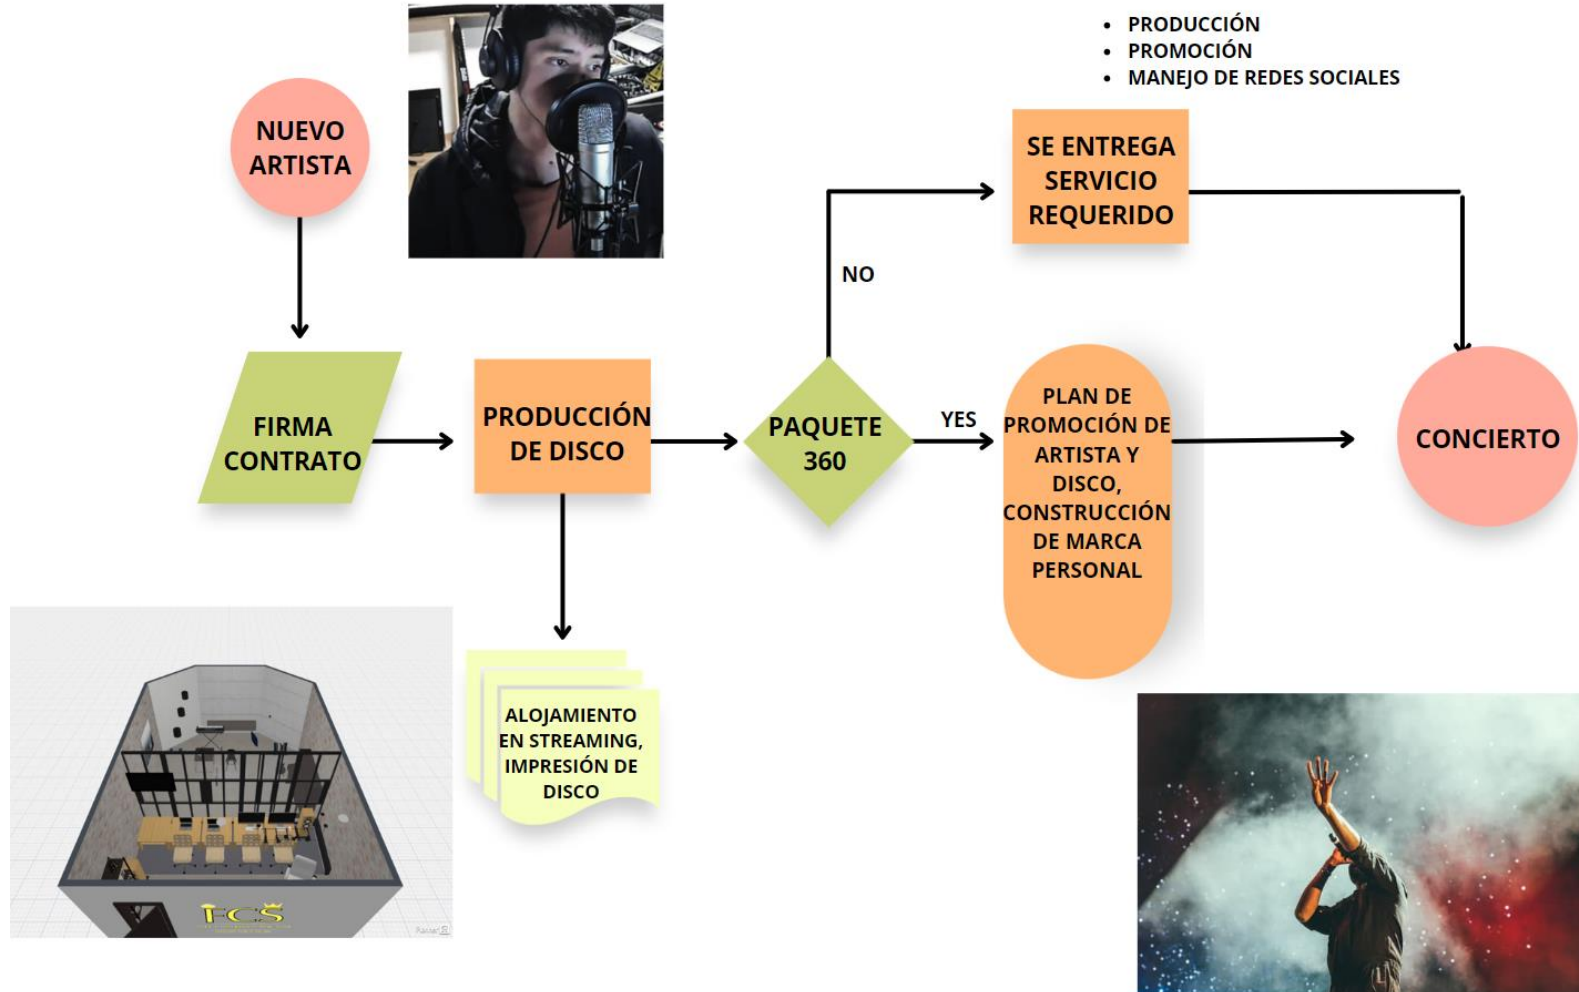 • PRODUCCIÓN
• PROMOCIÓN
• MANEJO DE REDES SOCIALES
NUEVO
ARTISTA
SE ENTREGA
SERVICIO
REQUERIDO
NO
FIRMA
CONTRATO
PRODUCCIÓN
DE DISCO
PAQUETE
360
YES
PLAN DE
PROMOCIÓN DE
ARTISTA Y
DISCO,
CONSTRUCCIÓN
DE MARCA
PERSONAL
CONCIERTO
ALOJAMIENTO
EN STREAMING,
IMPRESIÓN DE
DISCO
FCS